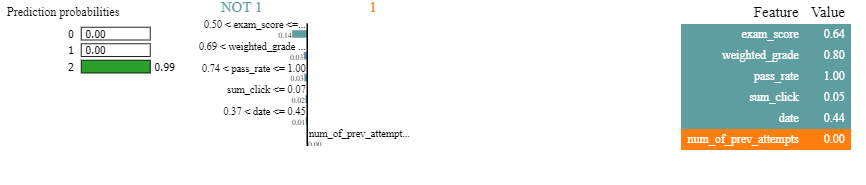 Prediction probabilities
0 0.00
1 0.00
2 0.99
NOT 1 1
0.50 < exam_score <=...
0.14
0.69 < weighted_grade ...
0.03
0.74 < pass_rate <= 1.00
0.03
sum_click <= 0.07
0.02
0.37 < date <= 0.45
0.01
num_of_prev_attempt...
0.00
Feature Value
exam_score 0.64
weighted_grade 0.80
pass_rate 1.00
sum_click 0.05
date 0.44
num_of_prev_attempts 0.00